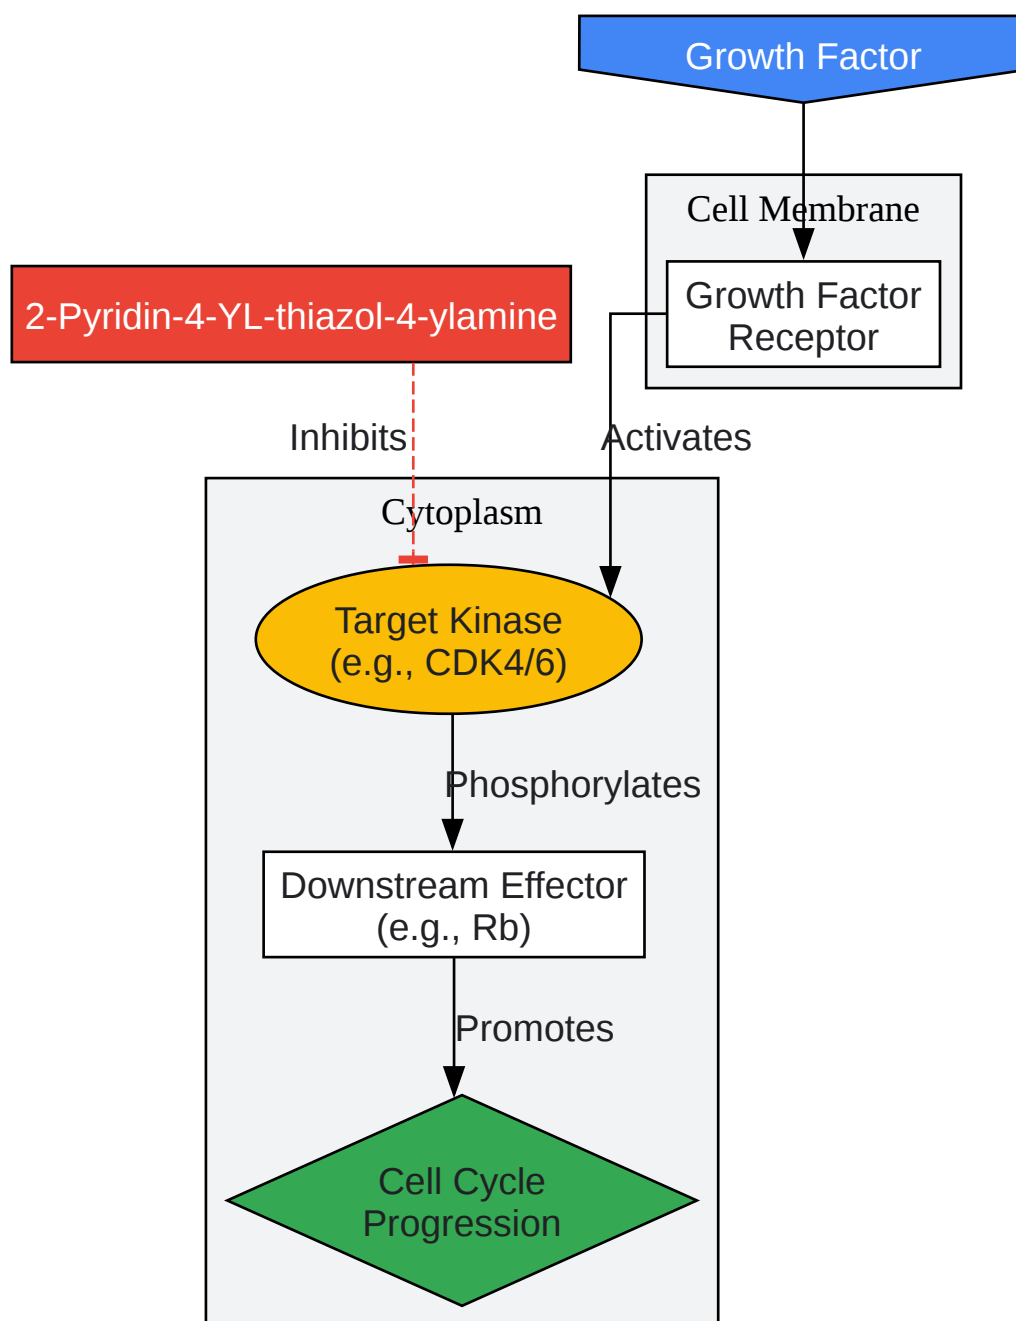 Growth Factor
Cell Membrane
Growth Factor
Receptor
2-Pyridin-4-YL-thiazol-4-ylamine
Inhibits
Activates
Cytoplasm
Target Kinase
(e.g., CDK4/6)
Phosphorylates
Downstream Effector
(e.g., Rb)
Promotes
Cell Cycle
Progression